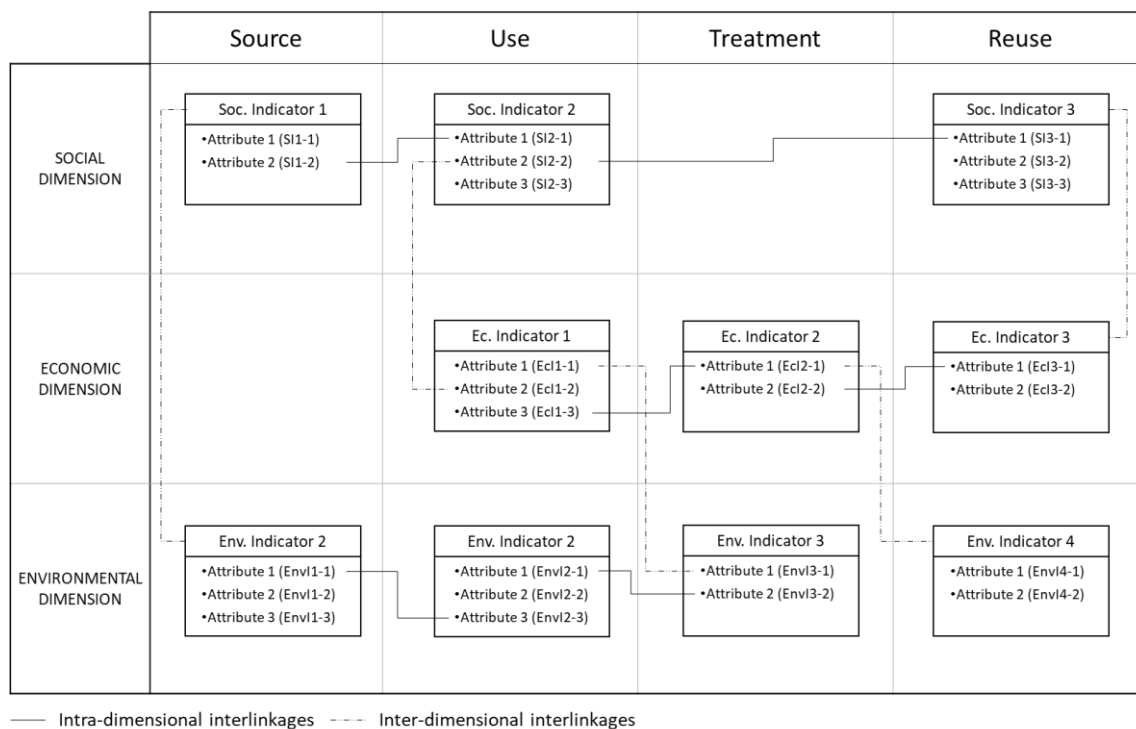 Source
Use
Treatment
Reuse
SOCIAL
DIMENSION
Soc. Indicator 1
•Attribute 1 (SI1-1)
•Attribute 2 (SI1-2)
Soc. Indicator 2
•Attribute 1 (SI2-1)
•Attribute 2 (SI2-2)
•Attribute 3 (SI2-3)
Soc. Indicator 3
•Attribute 1 (SI3-1)
•Attribute 2 (SI3-2)
•Attribute 3 (SI3-3)
ECONOMIC
DIMENSION
Ec. Indicator 1
•Attribute 1 (EcI1-1)
•Attribute 2 (EcI1-2)
•Attribute 3 (EcI1-3)
Ec. Indicator 2
•Attribute 1 (EcI2-1)
•Attribute 2 (EcI2-2)
Ec. Indicator 3
•Attribute 1 (EcI3-1)
•Attribute 2 (EcI3-2)
ENVIRONMENTAL
DIMENSION
Env. Indicator 2
•Attribute 1 (EnvI1-1)
•Attribute 2 (EnvI1-2)
•Attribute 3 (EnvI1-3)
Env. Indicator 2
•Attribute 1 (EnvI2-1)
•Attribute 2 (EnvI2-2)
•Attribute 3 (EnvI2-3)
Env. Indicator 3
•Attribute 1 (EnvI3-1)
•Attribute 2 (EnvI3-2)
Env. Indicator 4
•Attribute 1 (EnvI4-1)
•Attribute 2 (EnvI4-2)
Intra-dimensional interlinkages
Inter-dimensional interlinkages